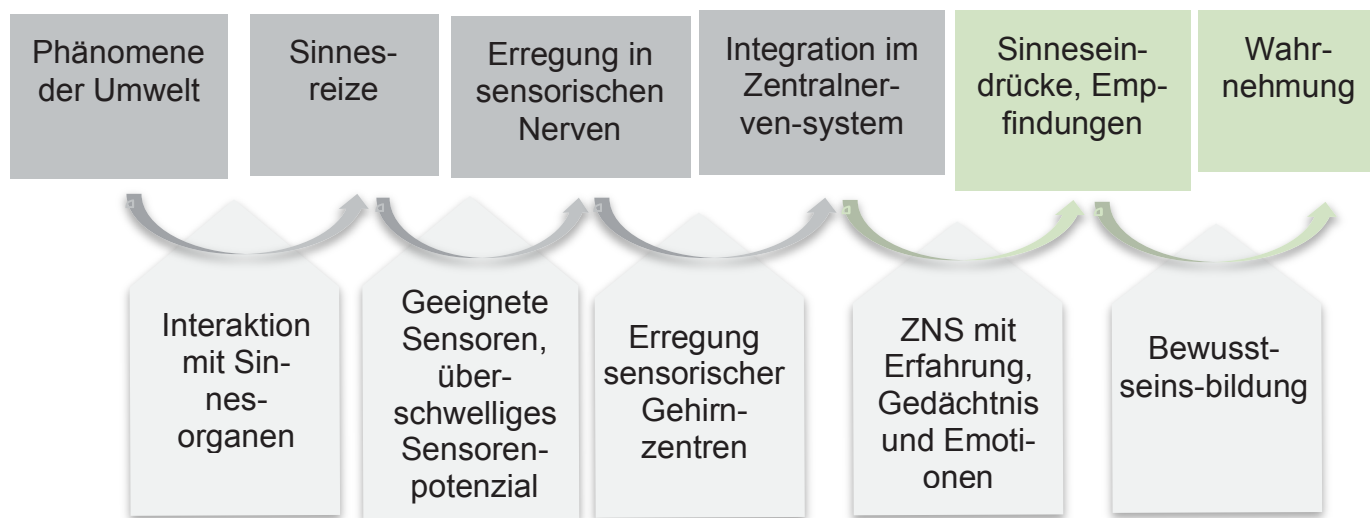 Phänomene
der Umwelt
Sinnes-
reize
Erregung in
sensorischen
Nerven
Integration im
Zentralner-
ven-system
Sinnesein-
drücke, Emp-
findungen
Wahr-
nehmung
Interaktion
mit Sin-
nes-
organen
Geeignete
Sensoren,
über-
schwelliges
Sensoren-
potenzial
Erregung
sensorischer
Gehirn-
zentren
ZNS mit
Erfahrung,
Gedächtnis
und Emoti-
onen
Bewusst-
seins-bildung